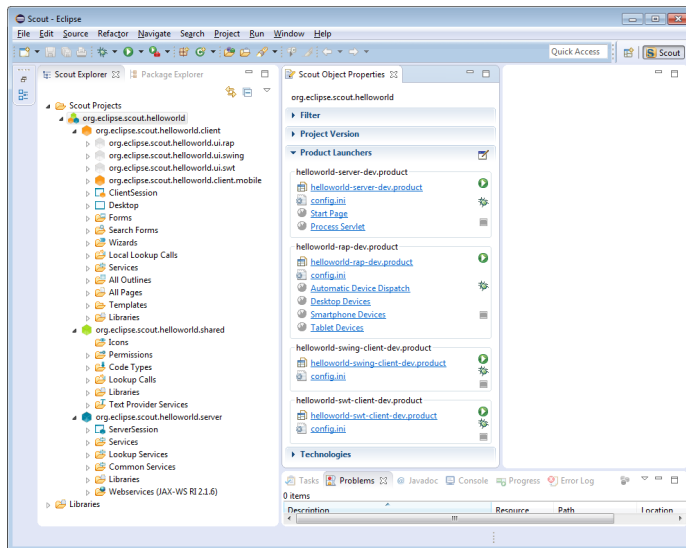 Scout - Eclipse
File Edit Source Refactor Navigate Search Project Run Window Help
Quick Access
Scout
Scout Explorer
Package Explorer
Scout Projects
org.eclipse.scout.helloworld
org.eclipse.scout.helloworld.client
org.eclipse.scout.helloworld.ui.rap
org.eclipse.scout.helloworld.ui.swing
org.eclipse.scout.helloworld.ui.swt
org.eclipse.scout.helloworld.client.mobile
ClientSession
Desktop
Forms
Search Forms
Wizards
Local Lookup Calls
Services
All Outlines
All Pages
Templates
Libraries
org.eclipse.scout.helloworld.shared
Icons
Permissions
Code Types
Lookup Calls
Libraries
Text Provider Services
org.eclipse.scout.helloworld.server
ServerSession
Services
Lookup Services
Common Services
Libraries
Webservices (JAX-WS RI 2.1.6)
Libraries
Scout Object Properties
org.eclipse.scout.helloworld
Filter
Project Version
Product Launchers
helloworld-server-dev.product
helloworld-server-dev.product
config.ini
Start Page
Process Servlet
helloworld-rap-dev.product
helloworld-rap-dev.product
config.ini
Automatic Device Dispatch
Desktop Devices
Smartphone Devices
Tablet Devices
helloworld-swing-client-dev.product
helloworld-swing-client-dev.product
config.ini
helloworld-swt-client-dev.product
helloworld-swt-client-dev.product
config.ini
Technologies
Tasks Problems @ Javadoc Console Progress Error Log
0 items
Description Resource Path Location